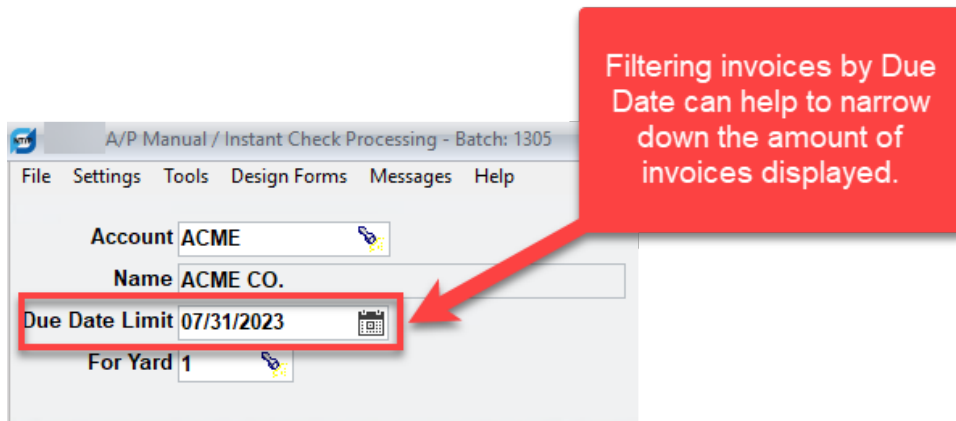 Filtering invoices by Due
Date can help to narrow
down the amount of
invoices displayed.
A/P Manual / Instant Check Processing - Batch: 1305
File Settings Tools Design Forms Messages Help
Account ACME
Name ACME CO.
Due Date Limit 07/31/2023
For Yard 1